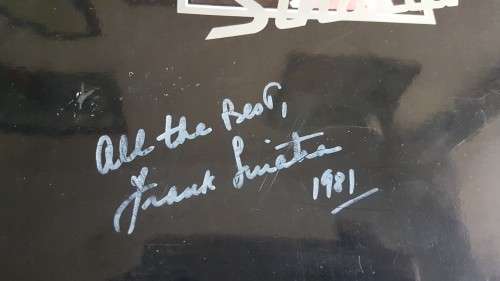 All the Best,
Frank Sinatra
1981